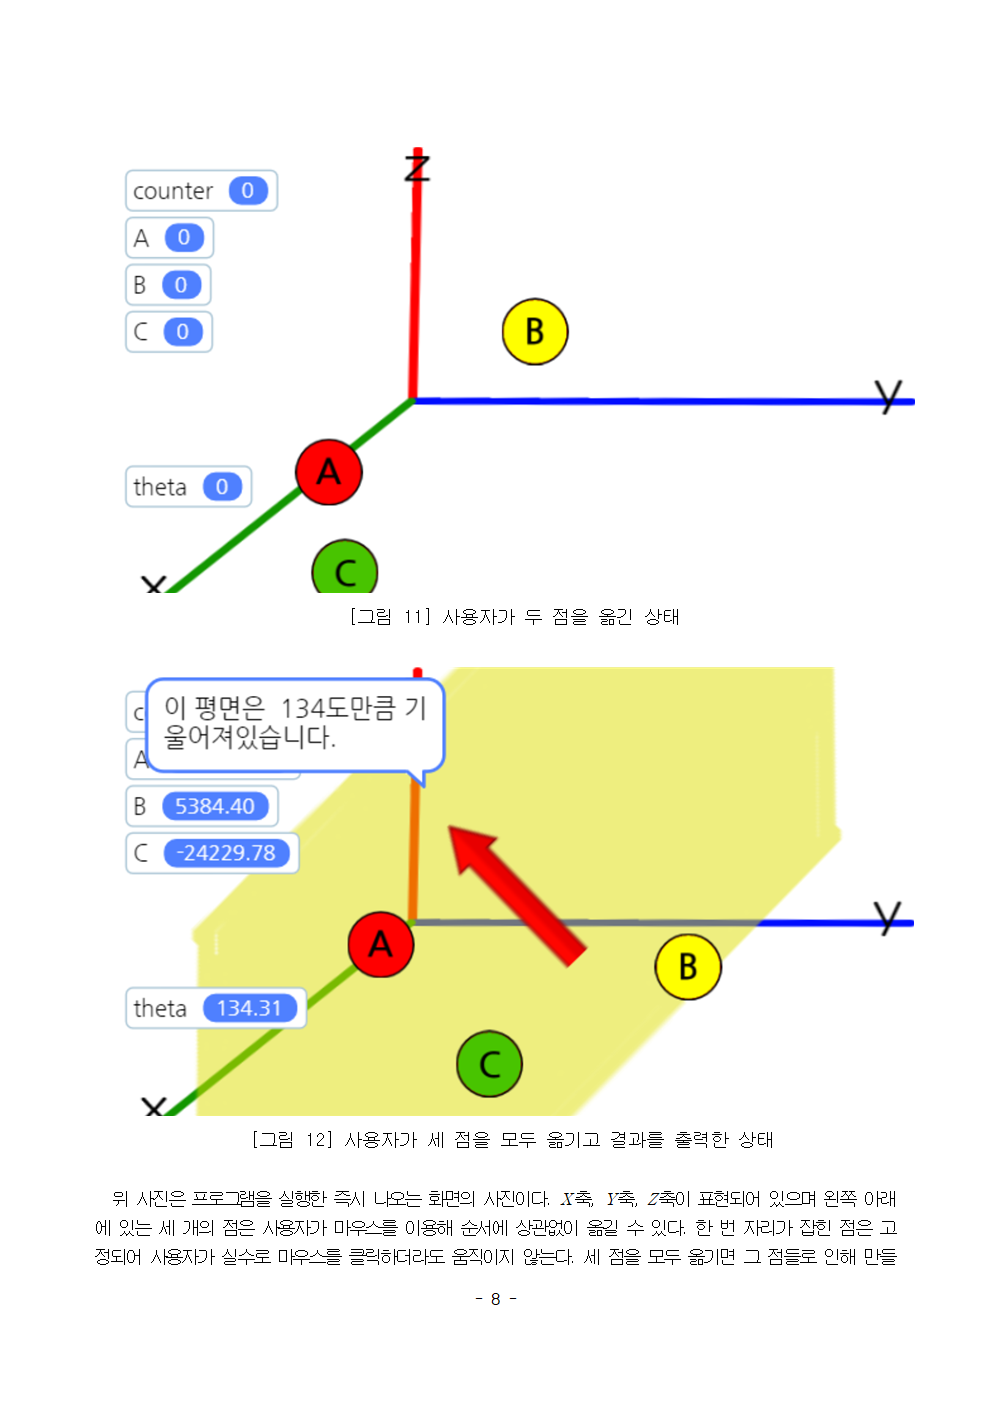 z
counter 0
A 0
B 0
C 0
B
y
A
theta 0
C
x
[그림 11] 사용자가 두 점을 옮긴 상태
이 평면은 134도만큼 기
울어져있습니다.
c
A
B 5384.40
C -24229.78
y
A
B
theta 134.31
C
x
[그림 12] 사용자가 세 점을 모두 옮기고 결과를 출력한 상태
위 사진은 프로그램을 실행한 즉시 나오는 화면의 사진이다. X축, Y축, Z축이 표현되어 있으며 왼쪽 아래
에 있는 세 개의 점은 사용자가 마우스를 이용해 순서에 상관없이 옮길 수 있다. 한 번 자리가 잡힌 점은 고
정되어 사용자가 실수로 마우스를 클릭하더라도 움직이지 않는다. 세 점을 모두 옮기면 그 점들로 인해 만들
- 8 -